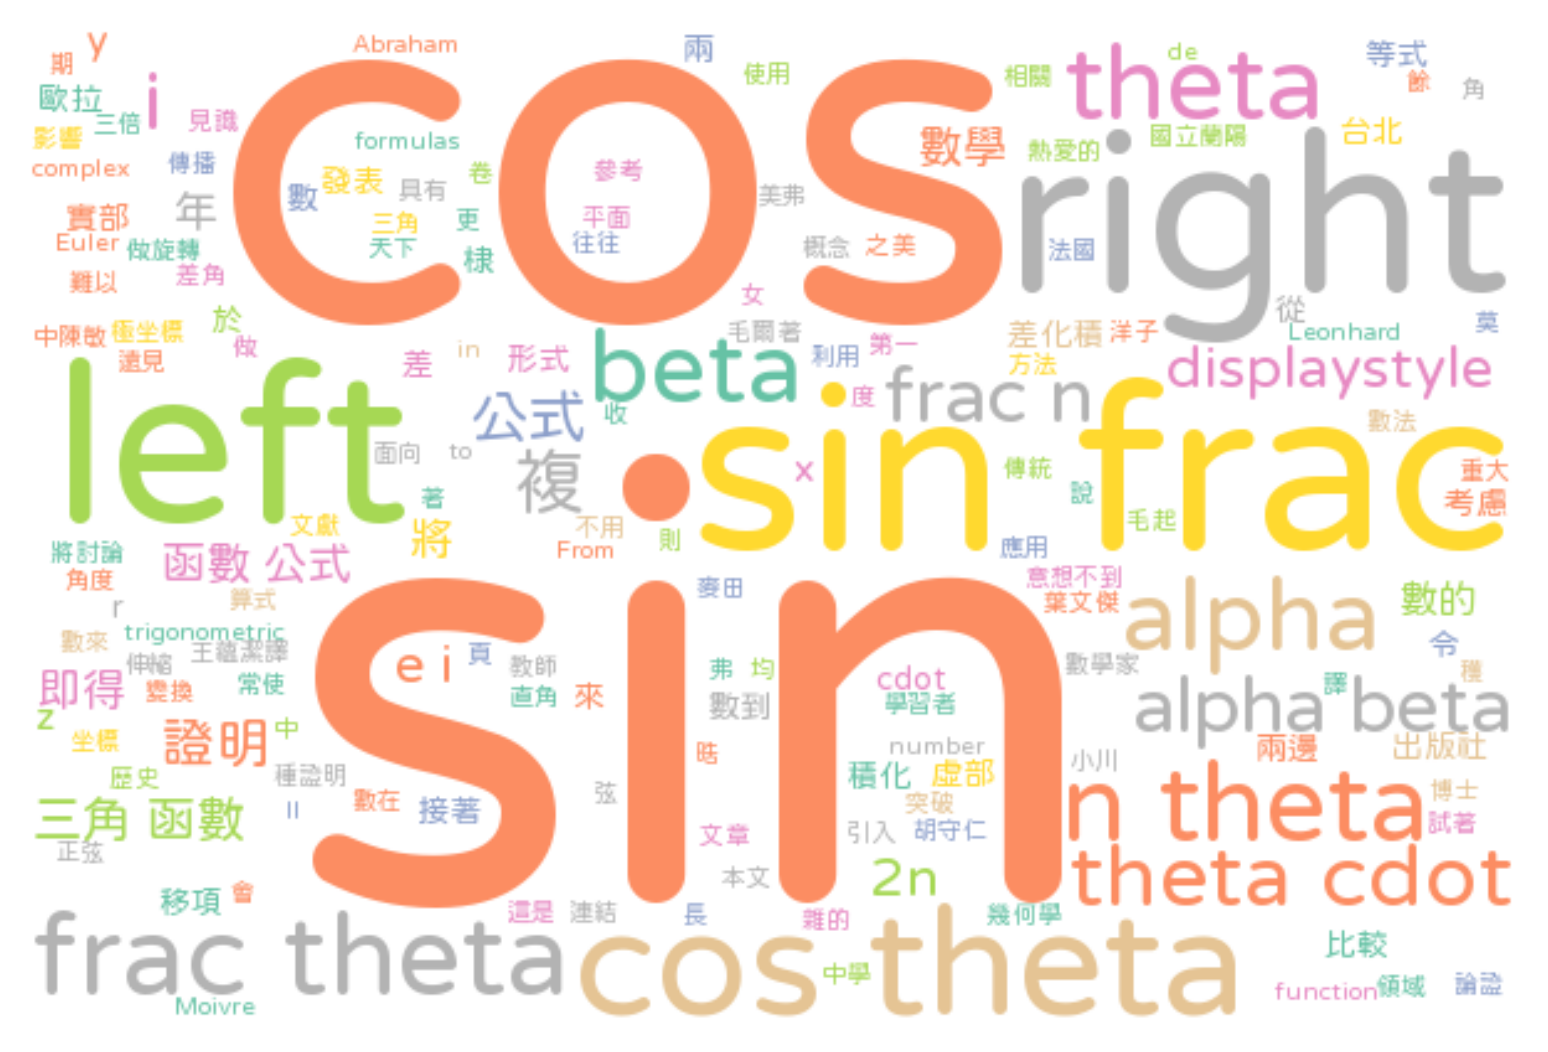 y
Abraham
兩
de
等式
期
使用
相關
theta
餘
角
歐拉
i
cos
三倍
見識
影響
formulas
數學
熱愛的
國立蘭陽
台北
complex
傳播
發表
具有
卷
參考
right
數
美弗
實部
年
三角
更
平面
Euler
做旋轉
天下
棣
往往
概念
之美
法國
差角
難以
女
從
於
毛爾著
差化積
洋子
Leonhard
莫
中陳敏
極坐標
做
in
第一
遠見
差
形式
beta
利用
方法
displaystyle
left
度
frac n
公式
收
數法
sin frac
面向
to
複
x
傳統
重大
著
說
考慮
文獻
將
不用
毛起
將討論
函數 公式
From
則
應用
角度
意想不到
r
算式
麥田
葉文傑
alpha
數的
trigonometric
數來
王蘊潔譯
令
sin
伸縮
e i
頁
教師
弗
均
cdot
數學家
即得
變換
常使
直角
來
數到
學習者
譯
alpha beta
z
坐標
證明
中
number
兩邊
出版社
歷史
種證明
積化
虛部
小川
n theta
博士
數在
弦
突破
三角 函數
接著
文章
引入
胡守仁
試著
正弦
本文
2n
theta cdot
移項
會
這是
連結
長
雜的
幾何學
frac theta
cos theta
比較
中學
Moivre
function
領域
論證